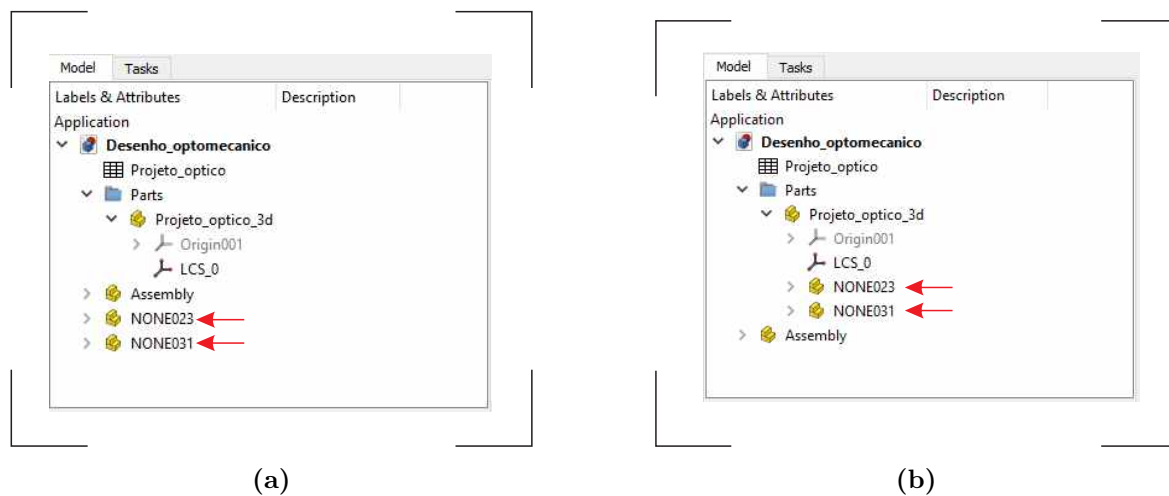 Model Tasks
Labels & Attributes Description
Application
Desenho_optomecanico
Projeto_optico
Parts
Projeto_optico_3d
Origin001
LCS_0
Assembly
NONE023
NONE031
(a)
Model Tasks
Labels & Attributes Description
Application
Desenho_optomecanico
Projeto_optico
Parts
Projeto_optico_3d
Origin001
LCS_0
NONE023
NONE031
Assembly
(b)